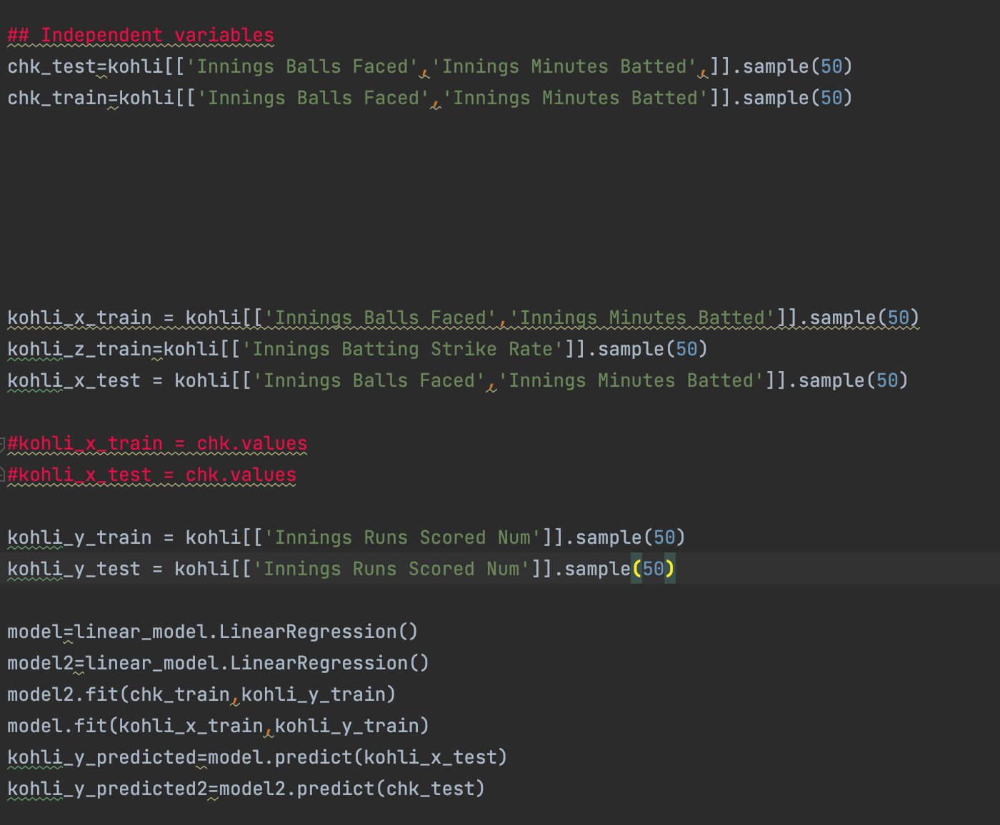 ## Independent variables
chk_test=kohli[['Innings Balls Faced','Innings Minutes Batted',]].sample(50)
chk_train=kohli[['Innings Balls Faced','Innings Minutes Batted']].sample(50)
kohli_x_train = kohli[['Innings Balls Faced','Innings Minutes Batted']].sample(50)
kohli_z_train=kohli[['Innings Batting Strike Rate']].sample(50)
kohli_x_test = kohli[['Innings Balls Faced','Innings Minutes Batted']].sample(50)
#kohli_x_train = chk.values
#kohli_x_test = chk.values
kohli_y_train = kohli[['Innings Runs Scored Num']].sample(50)
kohli_y_test = kohli[['Innings Runs Scored Num']].sample(50)
model=linear_model.LinearRegression()
model2=linear_model.LinearRegression()
model2.fit(chk_train,kohli_y_train)
model.fit(kohli_x_train,kohli_y_train)
kohli_y_predicted=model.predict(kohli_x_test)
kohli_y_predicted2=model2.predict(chk_test)